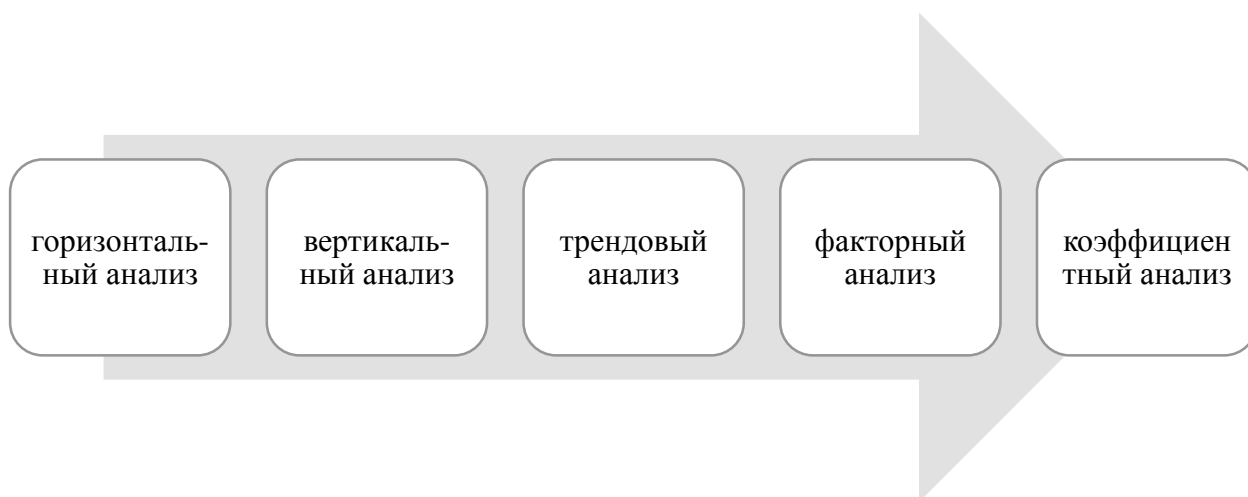 горизонталь-
ный анализ
вертикаль-
ный анализ
трендовый
анализ
факторный
анализ
коэффициен
тный анализ